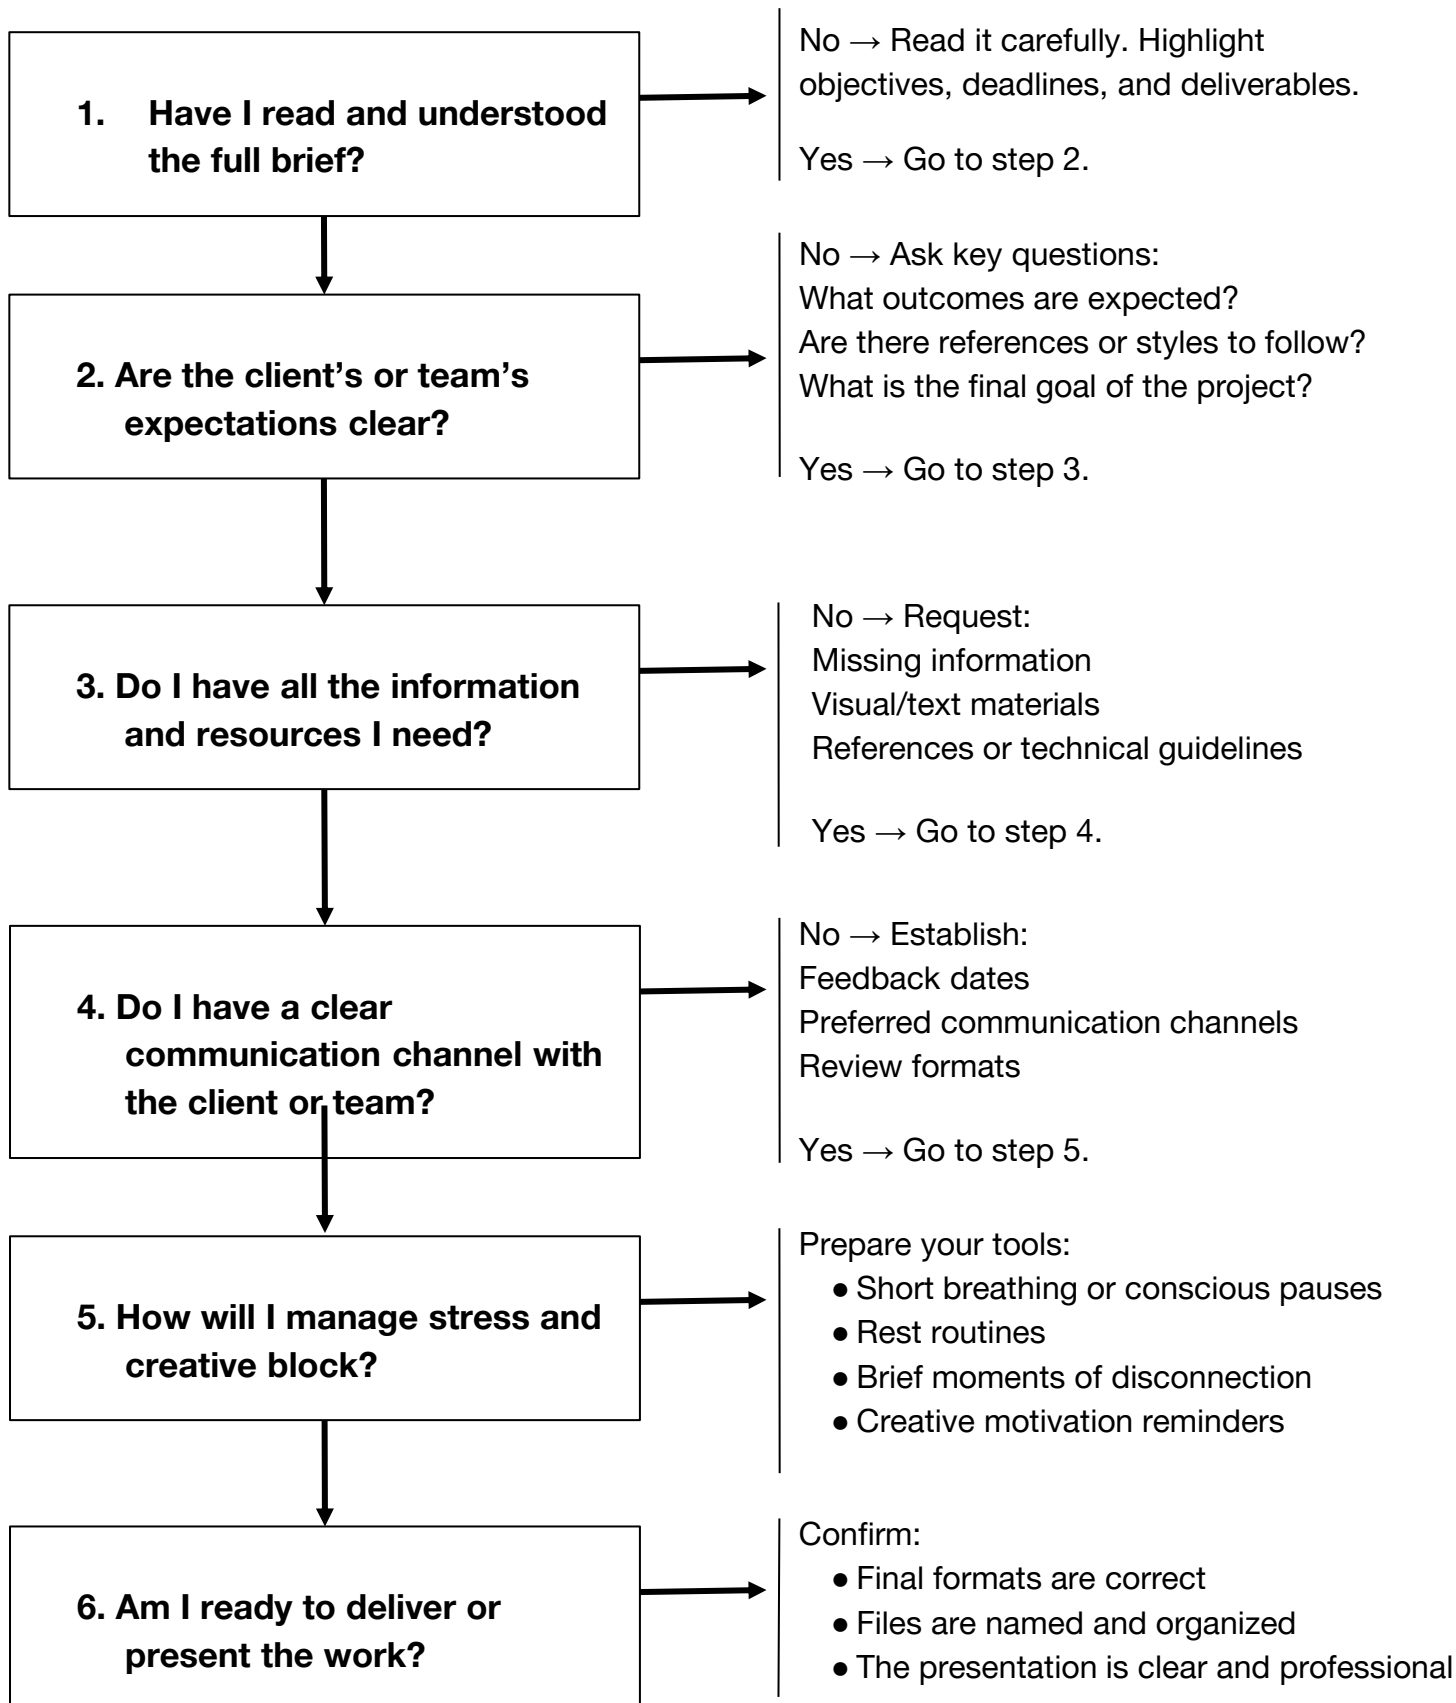 1. Have I read and understood
the full brief?
No → Read it carefully. Highlight
objectives, deadlines, and deliverables.
Yes → Go to step 2.
2. Are the client’s or team’s
expectations clear?
No → Ask key questions:
What outcomes are expected?
Are there references or styles to follow?
What is the final goal of the project?
Yes → Go to step 3.
3. Do I have all the information
and resources I need?
No → Request:
Missing information
Visual/text materials
References or technical guidelines
Yes → Go to step 4.
4. Do I have a clear
communication channel with
the client or team?
No → Establish:
Feedback dates
Preferred communication channels
Review formats
Yes → Go to step 5.
5. How will I manage stress and
creative block?
Prepare your tools:
● Short breathing or conscious pauses
● Rest routines
● Brief moments of disconnection
● Creative motivation reminders
6. Am I ready to deliver or
present the work?
Confirm:
● Final formats are correct
● Files are named and organized
● The presentation is clear and professional